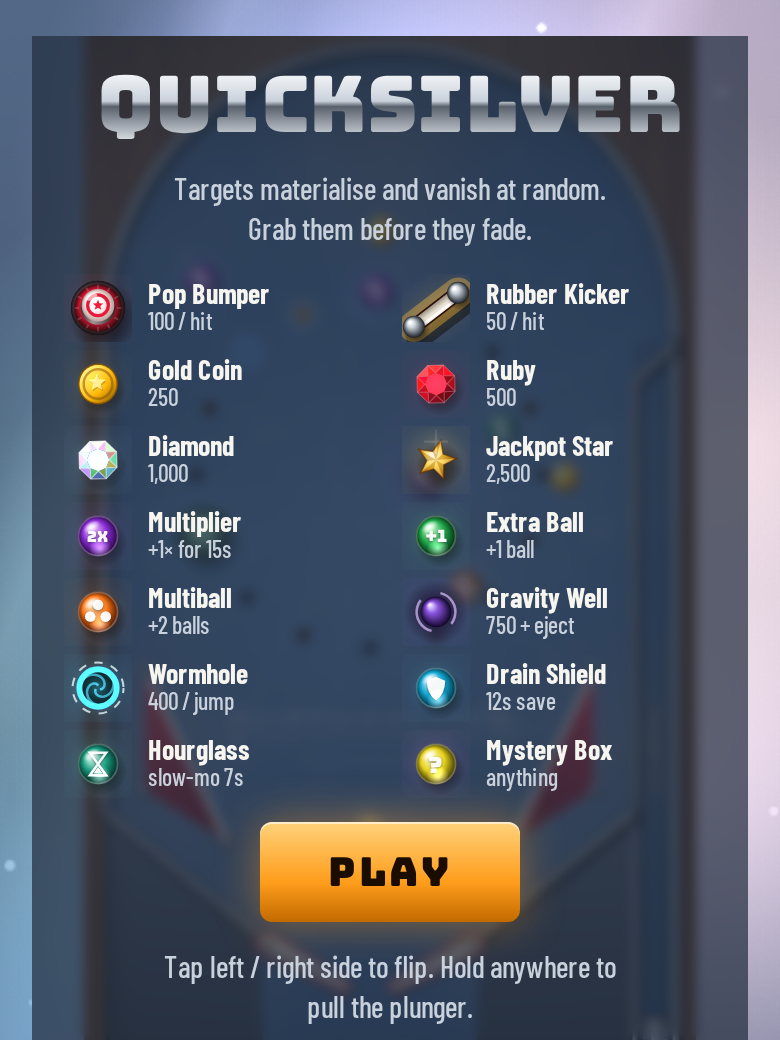 QUICKSILVER
Targets materialise and vanish at random.
Grab them before they fade.
Pop Bumper
100 / hit
Rubber Kicker
50 / hit
Gold Coin
250
Ruby
500
Diamond
1,000
Jackpot Star
2,500
2X
Multiplier
+1× for 15s
+1
Extra Ball
+1 ball
Multiball
+2 balls
Gravity Well
750 + eject
Wormhole
400 / jump
Drain Shield
12s save
Hourglass
slow-mo 7s
?
Mystery Box
anything
PLAY
Tap left / right side to flip. Hold anywhere to
pull the plunger.